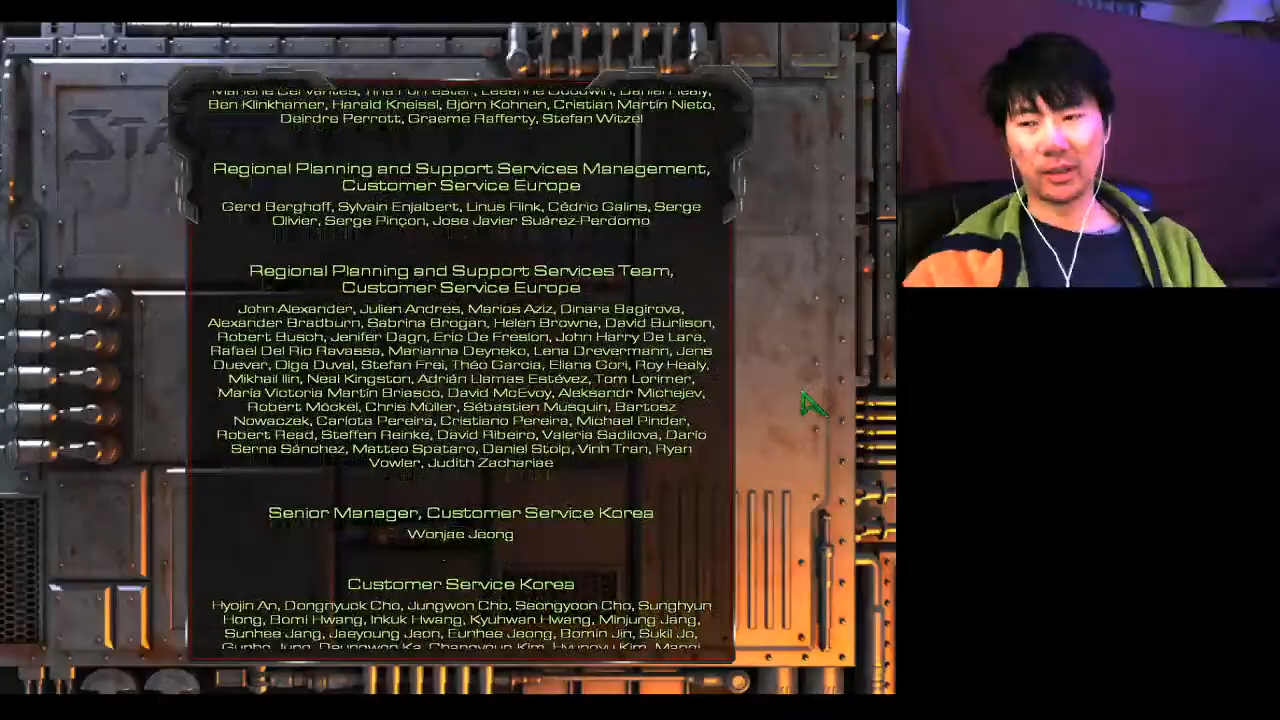 Ben Klinkhamer, Harald Kneissl, Björn Kohnen, Cristian Martín Nieto,
Deirdre Perrott, Graeme Rafferty, Stefan Witzel
Regional Planning and Support Services Management,
Customer Service Europe
Gerd Berghoff, Sylvain Enjalbert, Linus Flink, Cédric Galins, Serge
Olivier, Serge Pinçon, Jose Javier Suárez-Perdomo
Regional Planning and Support Services Team,
Customer Service Europe
John Alexander, Julien Andres, Marios Aziz, Dinara Bagirova,
Alexander Bradburn, Sabrina Brogan, Helen Browne, David Burlison,
Robert Busch, Jenifer Dagn, Eric De Fresion, John Harry De Lara,
Rafael Del Rio Ravassa, Marianna Deyneko, Lena Drevermann, Jens
Duever, Olga Duval, Stefan Frei, Théo Garcia, Eliana Gori, Roy Healy,
Mikhail Ilin, Neal Kingston, Adrián Llamas Estévez, Tom Lorimer,
María Victoria Martín Briasco, David McEvoy, Aleksandr Michejev,
Robert Möckel, Chris Müller, Sébastien Musquin, Bartosz
Nowaczek, Carlota Pereira, Cristiano Pereira, Michael Pinder,
Robert Read, Steffen Reinke, David Ribeiro, Valeria Sadilova, Dario
Serna Sánchez, Matteo Spataro, Daniel Stolp, Vinh Tran, Ryan
Vowler, Judith Zachariae
Senior Manager, Customer Service Korea
Wonjae Jeong
Customer Service Korea
Hyojin An, Dongnyuck Cho, Jungwon Cho, Seongyoon Cho, Sunghyun
Hong, Bomi Hwang, Inkuk Hwang, Kyuhwan Hwang, Minjung Jang,
Sunhee Jang, Jaeyoung Jeon, Eunhee Jeong, Bomin Jin, Sukil Jo,